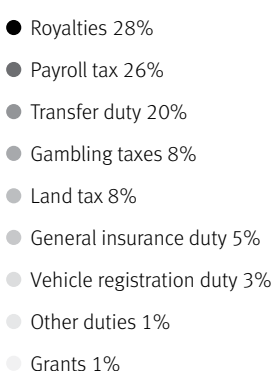 Royalties 28%
Payroll tax 26%
Transfer duty 20%
Gambling taxes 8%
Land tax 8%
General insurance duty 5%
Vehicle registration duty 3%
Other duties 1%
Grants 1%